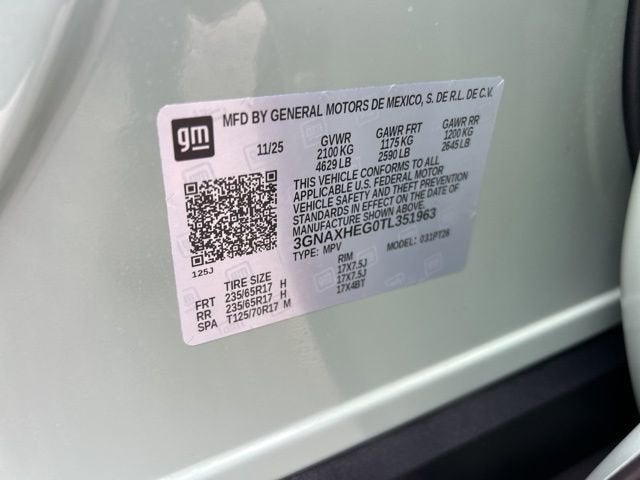 gm
MFD BY GENERAL MOTORS DE MEXICO, S. DE R.L. DE C.V.
11/25 GVWR GAWR FRT GAWR RR
2100 KG 1175 KG 1200 KG
4629 LB 2590 LB 2645 LB
THIS VEHICLE CONFORMS TO ALL
APPLICABLE U.S. FEDERAL MOTOR
VEHICLE SAFETY AND THEFT PREVENTION
STANDARDS IN EFFECT ON THE DATE OF
MANUFACTURE SHOWN ABOVE.
3GNAXHEG0TL351963
TYPE: MPV MODEL: 031PT26
125J
TIRE SIZE RIM
FRT 235/65R17 H 17X7.5J
RR 235/65R17 H 17X7.5J
SPA T125/70R17 M 17X4BT